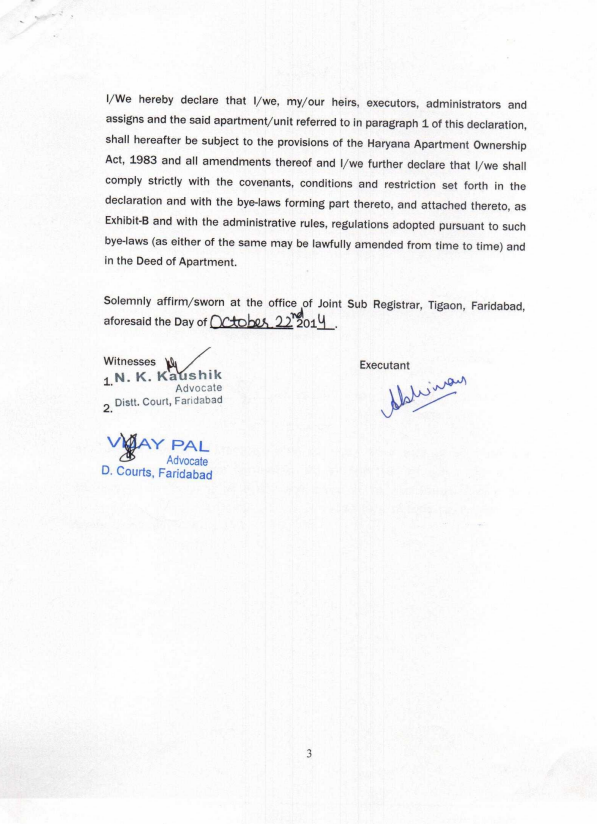 I/We hereby declare that I/we, my/our heirs, executors, administrators and
assigns and the said apartment/unit referred to in paragraph 1 of this declaration,
shall hereafter be subject to the provisions of the Haryana Apartment Ownership
Act, 1983 and all amendments thereof and I/we further declare that I/we shall
comply strictly with the covenants, conditions and restriction set forth in the
declaration and with the bye-laws forming part thereto, and attached thereto, as
Exhibit-B and with the administrative rules, regulations adopted pursuant to such
bye-laws (as either of the same may be lawfully amended from time to time) and
in the Deed of Apartment.
Solemnly affirm/sworn at the office of Joint Sub Registrar, Tigaon, Faridabad,
aforesaid the Day of October 22nd 2014.
Witnesses
Executant
1. N. K. Kaushik
Advocate
2. Distt. Court, Faridabad
VIJAY PAL
Advocate
D. Courts, Faridabad
3